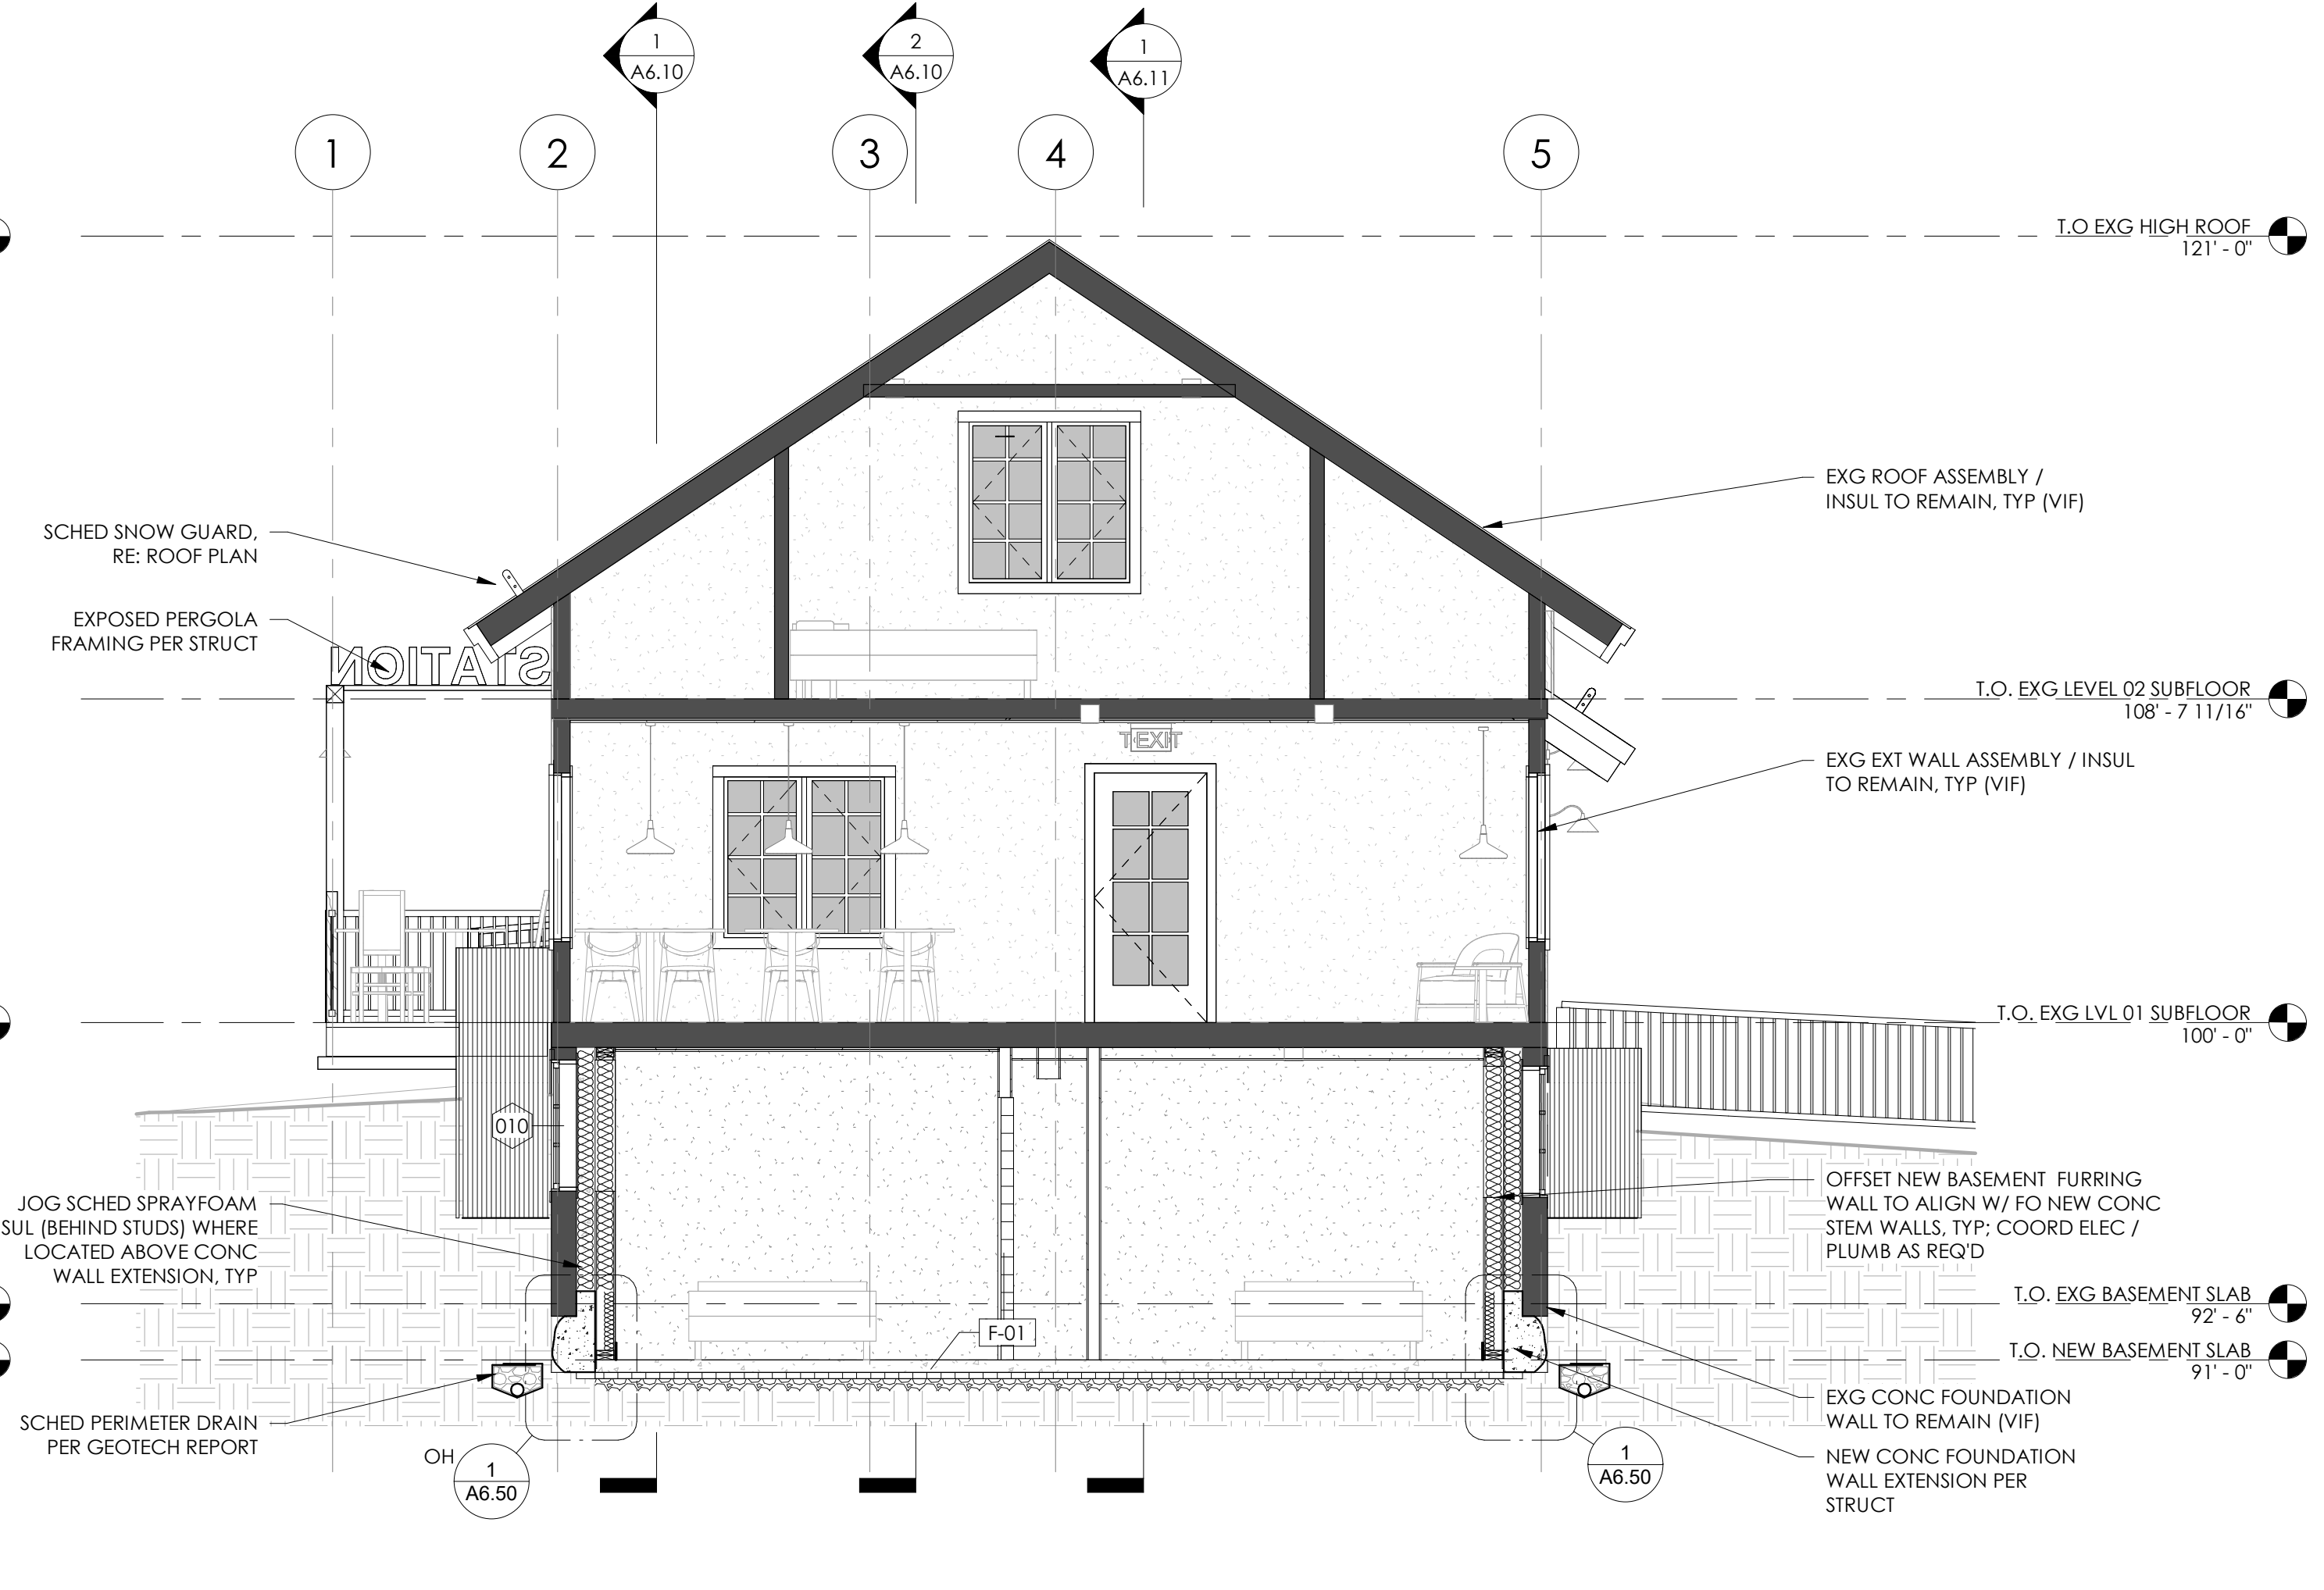 1
A6.10
2
A6.10
1
A6.11
1
2
3
4
5
T.O EXG HIGH ROOF
121' - 0"
EXG ROOF ASSEMBLY /
INSUL TO REMAIN, TYP (VIF)
SCHED SNOW GUARD,
RE: ROOF PLAN
EXPOSED PERGOLA
FRAMING PER STRUCT
STATION
T.O. EXG LEVEL 02 SUBFLOOR
108' - 7 11/16"
EXIT
EXG EXT WALL ASSEMBLY / INSUL
TO REMAIN, TYP (VIF)
T.O. EXG LVL 01 SUBFLOOR
100' - 0"
010
JOG SCHED SPRAYFOAM
SUL (BEHIND STUDS) WHERE
LOCATED ABOVE CONC
WALL EXTENSION, TYP
OFFSET NEW BASEMENT FURRING
WALL TO ALIGN W/ FO NEW CONC
STEM WALLS, TYP; COORD ELEC /
PLUMB AS REQ'D
T.O. EXG BASEMENT SLAB
92' - 6"
F-01
T.O. NEW BASEMENT SLAB
91' - 0"
SCHED PERIMETER DRAIN
PER GEOTECH REPORT
EXG CONC FOUNDATION
WALL TO REMAIN (VIF)
NEW CONC FOUNDATION
WALL EXTENSION PER
STRUCT
OH
1
A6.50
1
A6.50